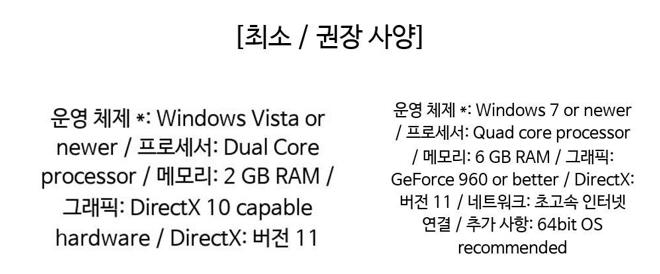 [최소 / 권장 사양]
운영 체제 *: Windows Vista or
newer / 프로세서: Dual Core
processor / 메모리: 2 GB RAM /
그래픽: DirectX 10 capable
hardware / DirectX: 버전 11
운영 체제 *: Windows 7 or newer
/ 프로세서: Quad core processor
/ 메모리: 6 GB RAM / 그래픽:
GeForce 960 or better / DirectX:
버전 11 / 네트워크: 초고속 인터넷
연결 / 추가 사항: 64bit OS
recommended